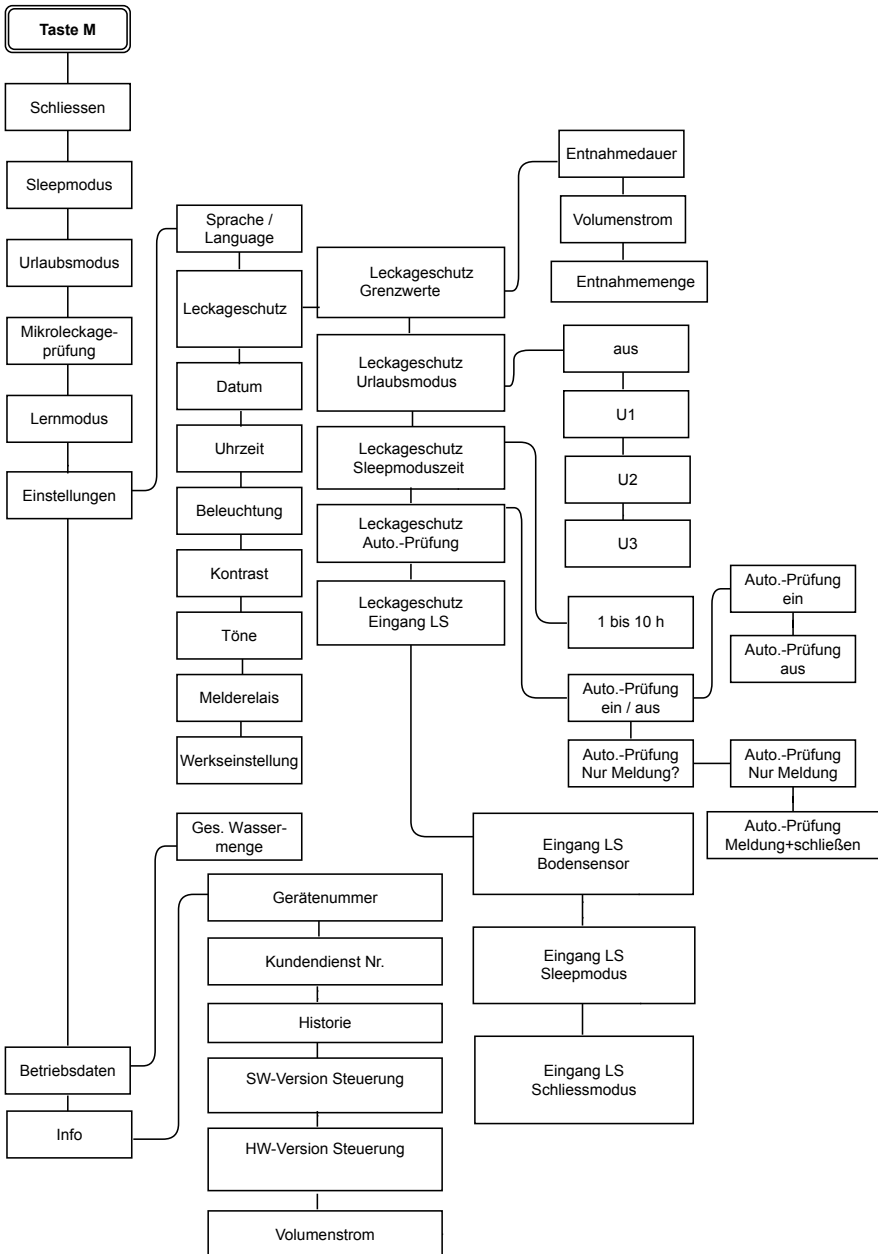 Taste M
Schliessen
Sleepmodus
Urlaubsmodus
Mikroleckage-
prüfung
Lernmodus
Einstellungen
Betriebsdaten
Info
Sprache /
Language
Leckageschutz
Datum
Uhrzeit
Beleuchtung
Kontrast
Töne
Melderelais
Werkseinstellung
Ges. Wasser-
menge
Gerätenummer
Kundendienst Nr.
Historie
SW-Version Steuerung
HW-Version Steuerung
Volumenstrom
Leckageschutz
Grenzwerte
Leckageschutz
Urlaubsmodus
Leckageschutz
Sleepmoduszeit
Leckageschutz
Auto.-Prüfung
Leckageschutz
Eingang LS
Entnahmedauer
Volumenstrom
Entnahmemenge
aus
U1
U2
U3
1 bis 10 h
Auto.-Prüfung
ein / aus
Auto.-Prüfung
Nur Meldung?
Auto.-Prüfung
ein
Auto.-Prüfung
aus
Auto.-Prüfung
Nur Meldung
Auto.-Prüfung
Meldung+schließen
Eingang LS
Bodensensor
Eingang LS
Sleepmodus
Eingang LS
Schliessmodus